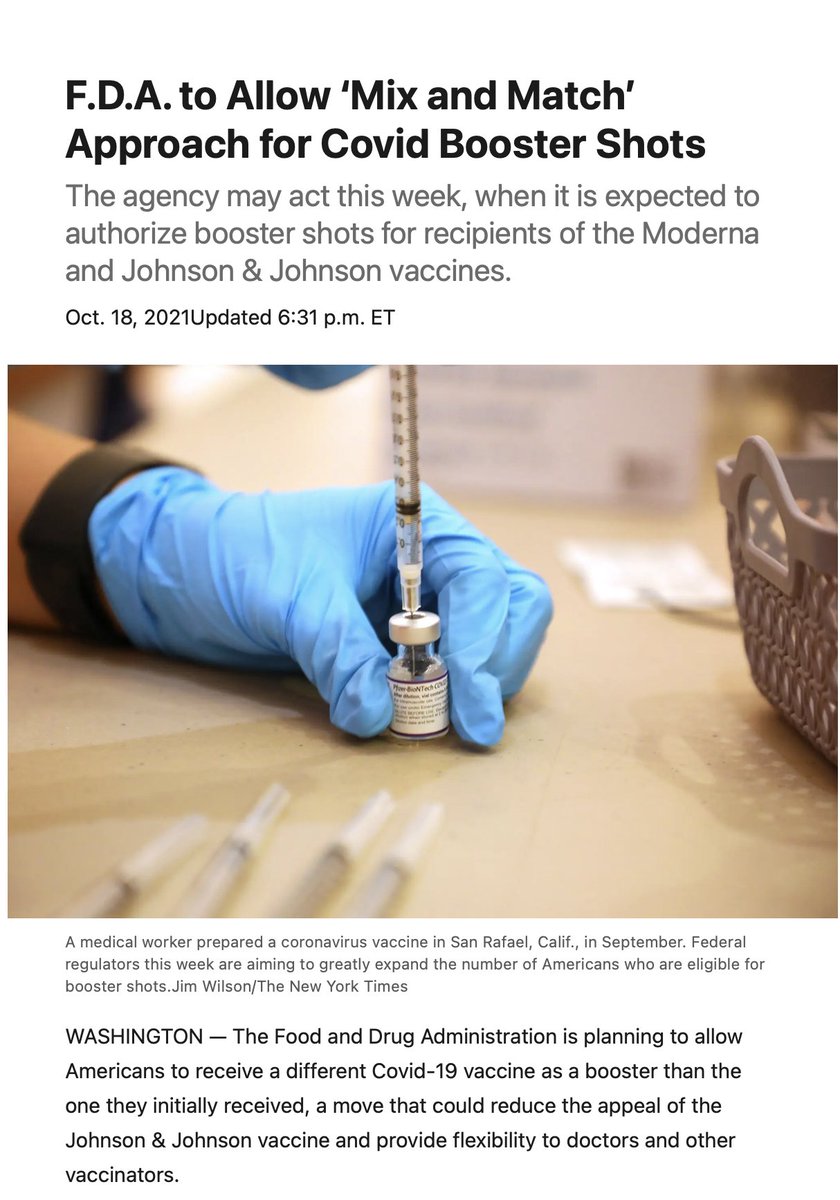 F.D.A. to Allow ‘Mix and Match’
Approach for Covid Booster Shots
The agency may act this week, when it is expected to
authorize booster shots for recipients of the Moderna
and Johnson & Johnson vaccines.
Oct. 18, 2021Updated 6:31 p.m. ET
Pfizer-BioNTech COVID
After dilution, vial contains
A medical worker prepared a coronavirus vaccine in San Rafael, Calif., in September. Federal
regulators this week are aiming to greatly expand the number of Americans who are eligible for
booster shots.Jim Wilson/The New York Times
WASHINGTON — The Food and Drug Administration is planning to allow
Americans to receive a different Covid-19 vaccine as a booster than the
one they initially received, a move that could reduce the appeal of the
Johnson & Johnson vaccine and provide flexibility to doctors and other
vaccinators.